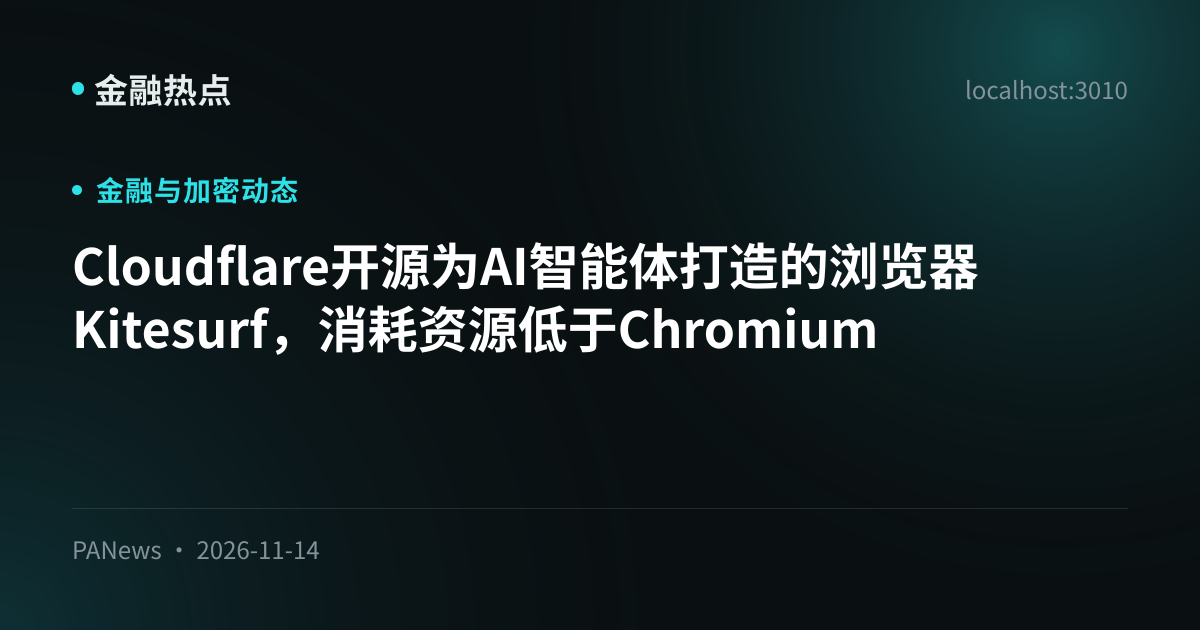 金融热点
localhost:3010
金融与加密动态
Cloudflare开源为AI智能体打造的浏览器
Kitesurf，消耗资源低于Chromium
PANews • 2026-11-14